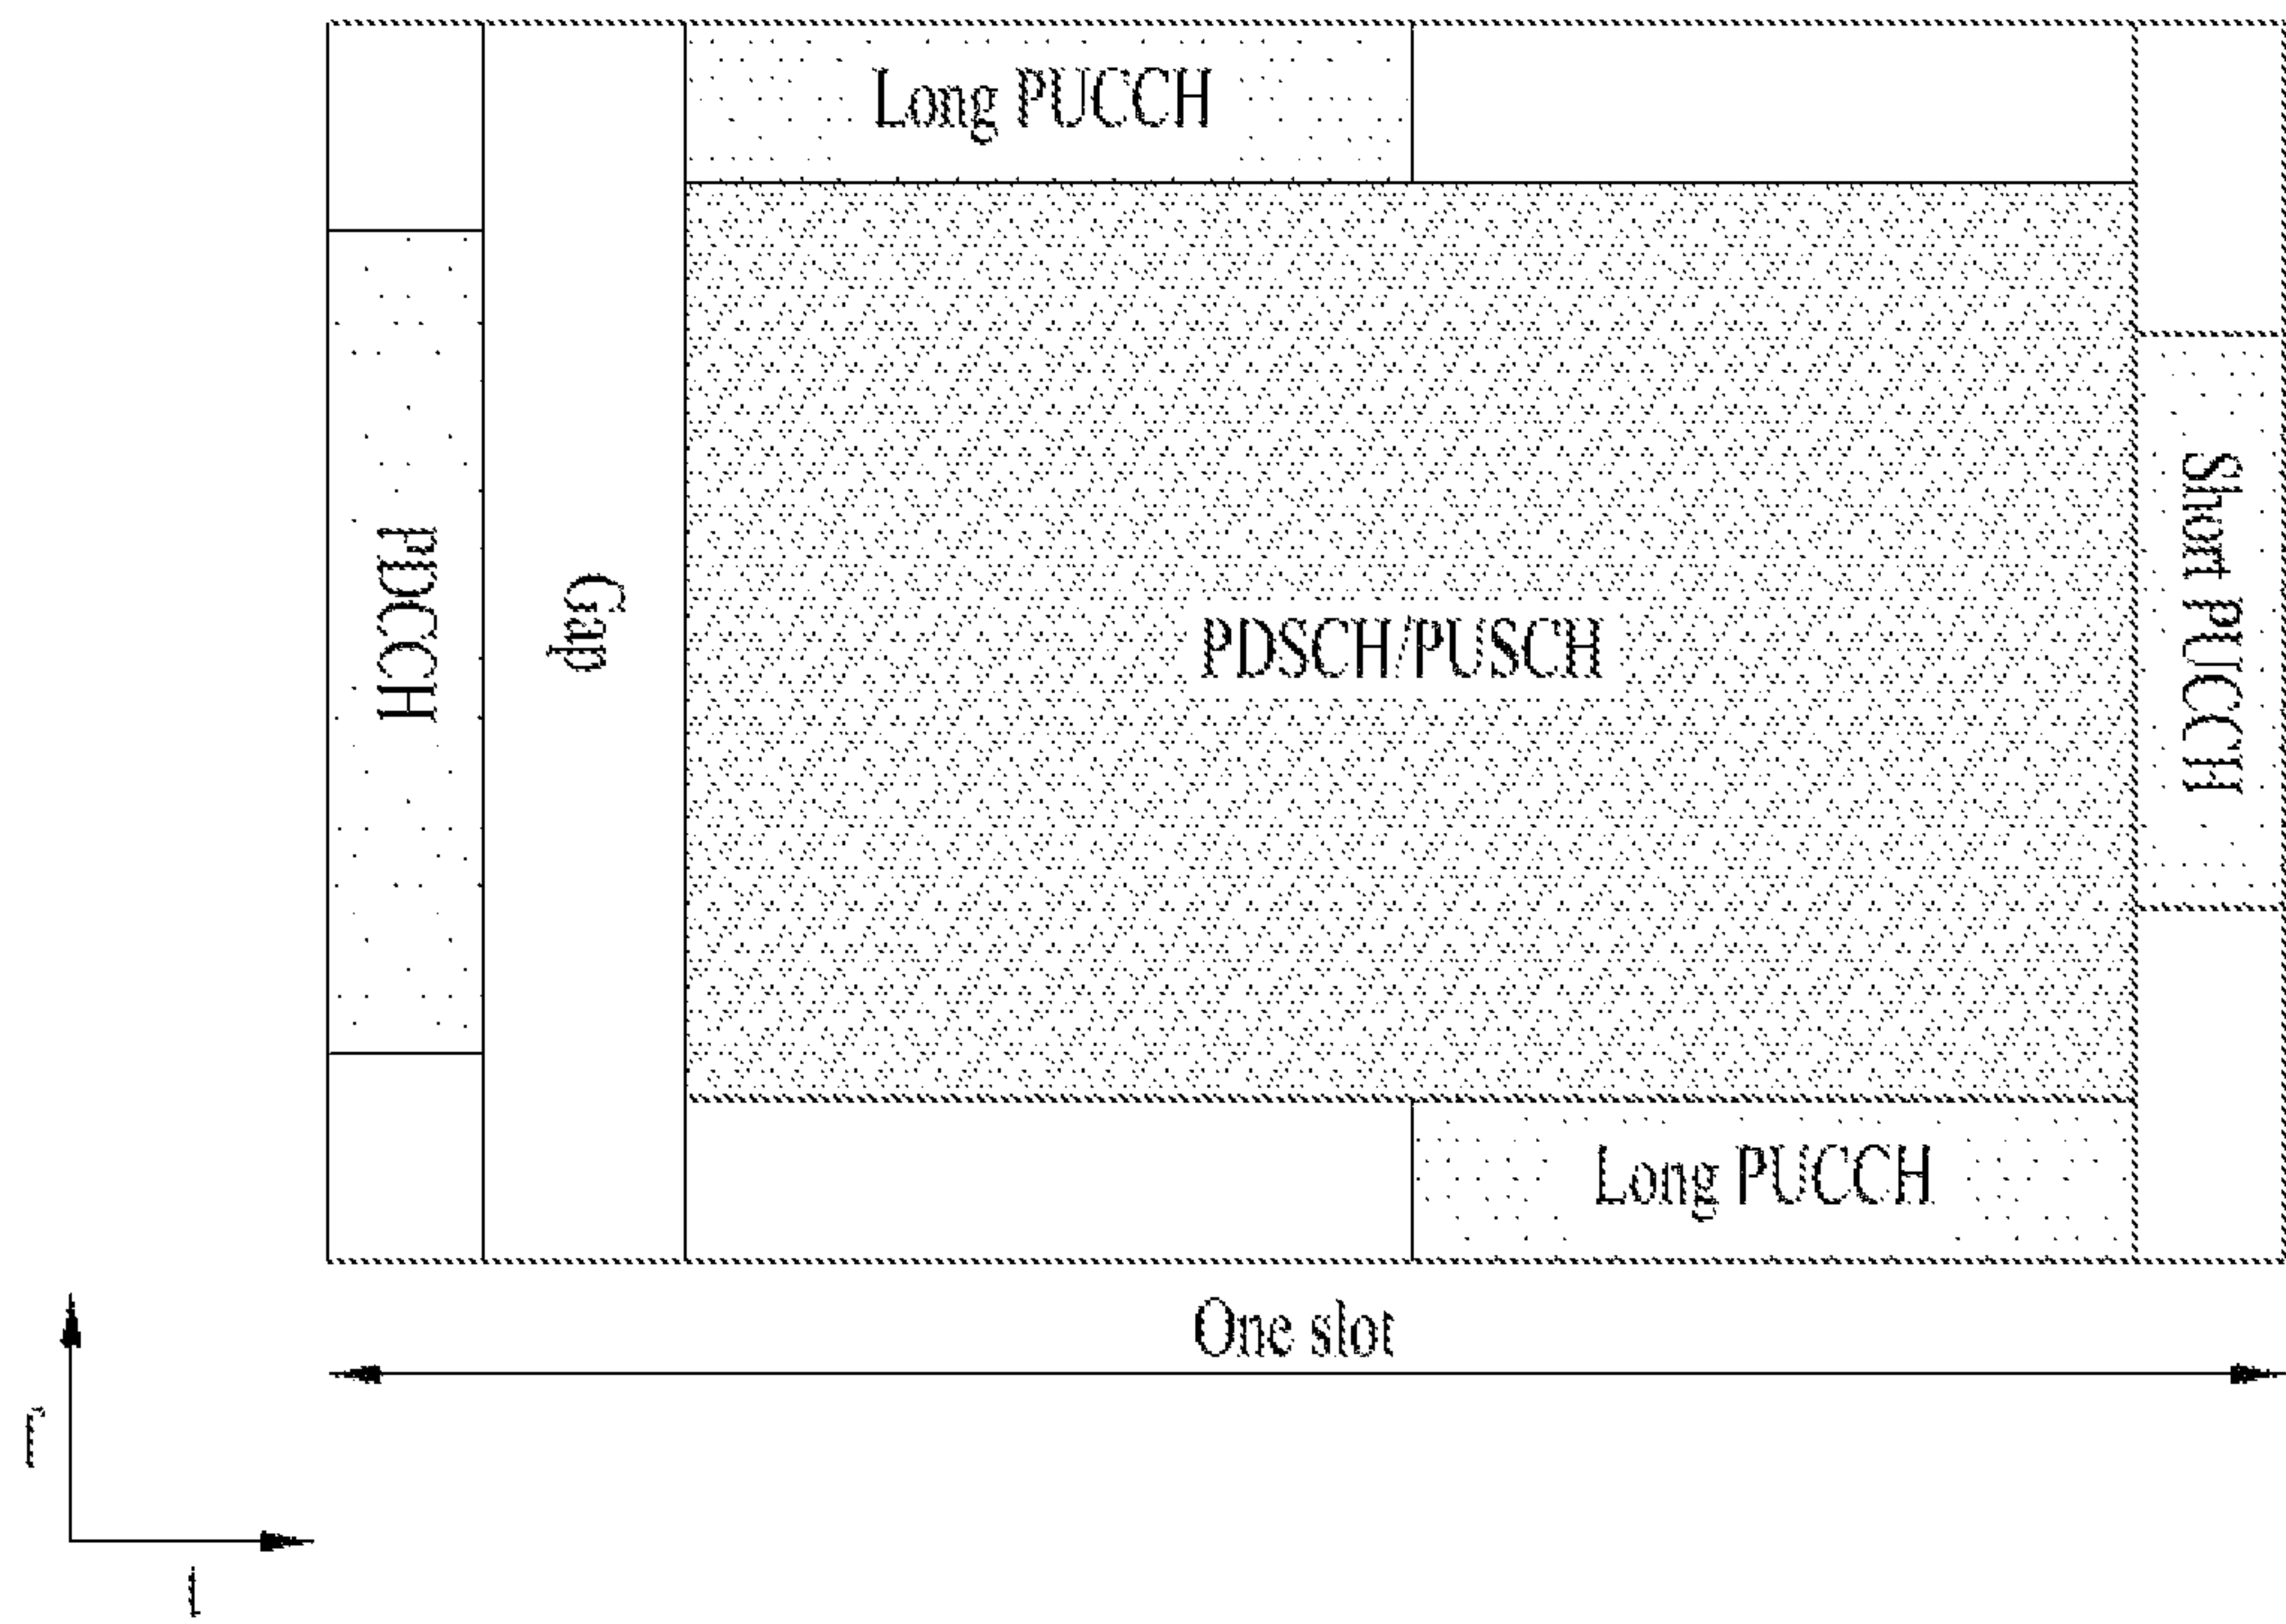 Long PUCCH
PDCCH
Gap
PDSCH/PUSCH
Short PUCCH
Long PUCCH
One slot